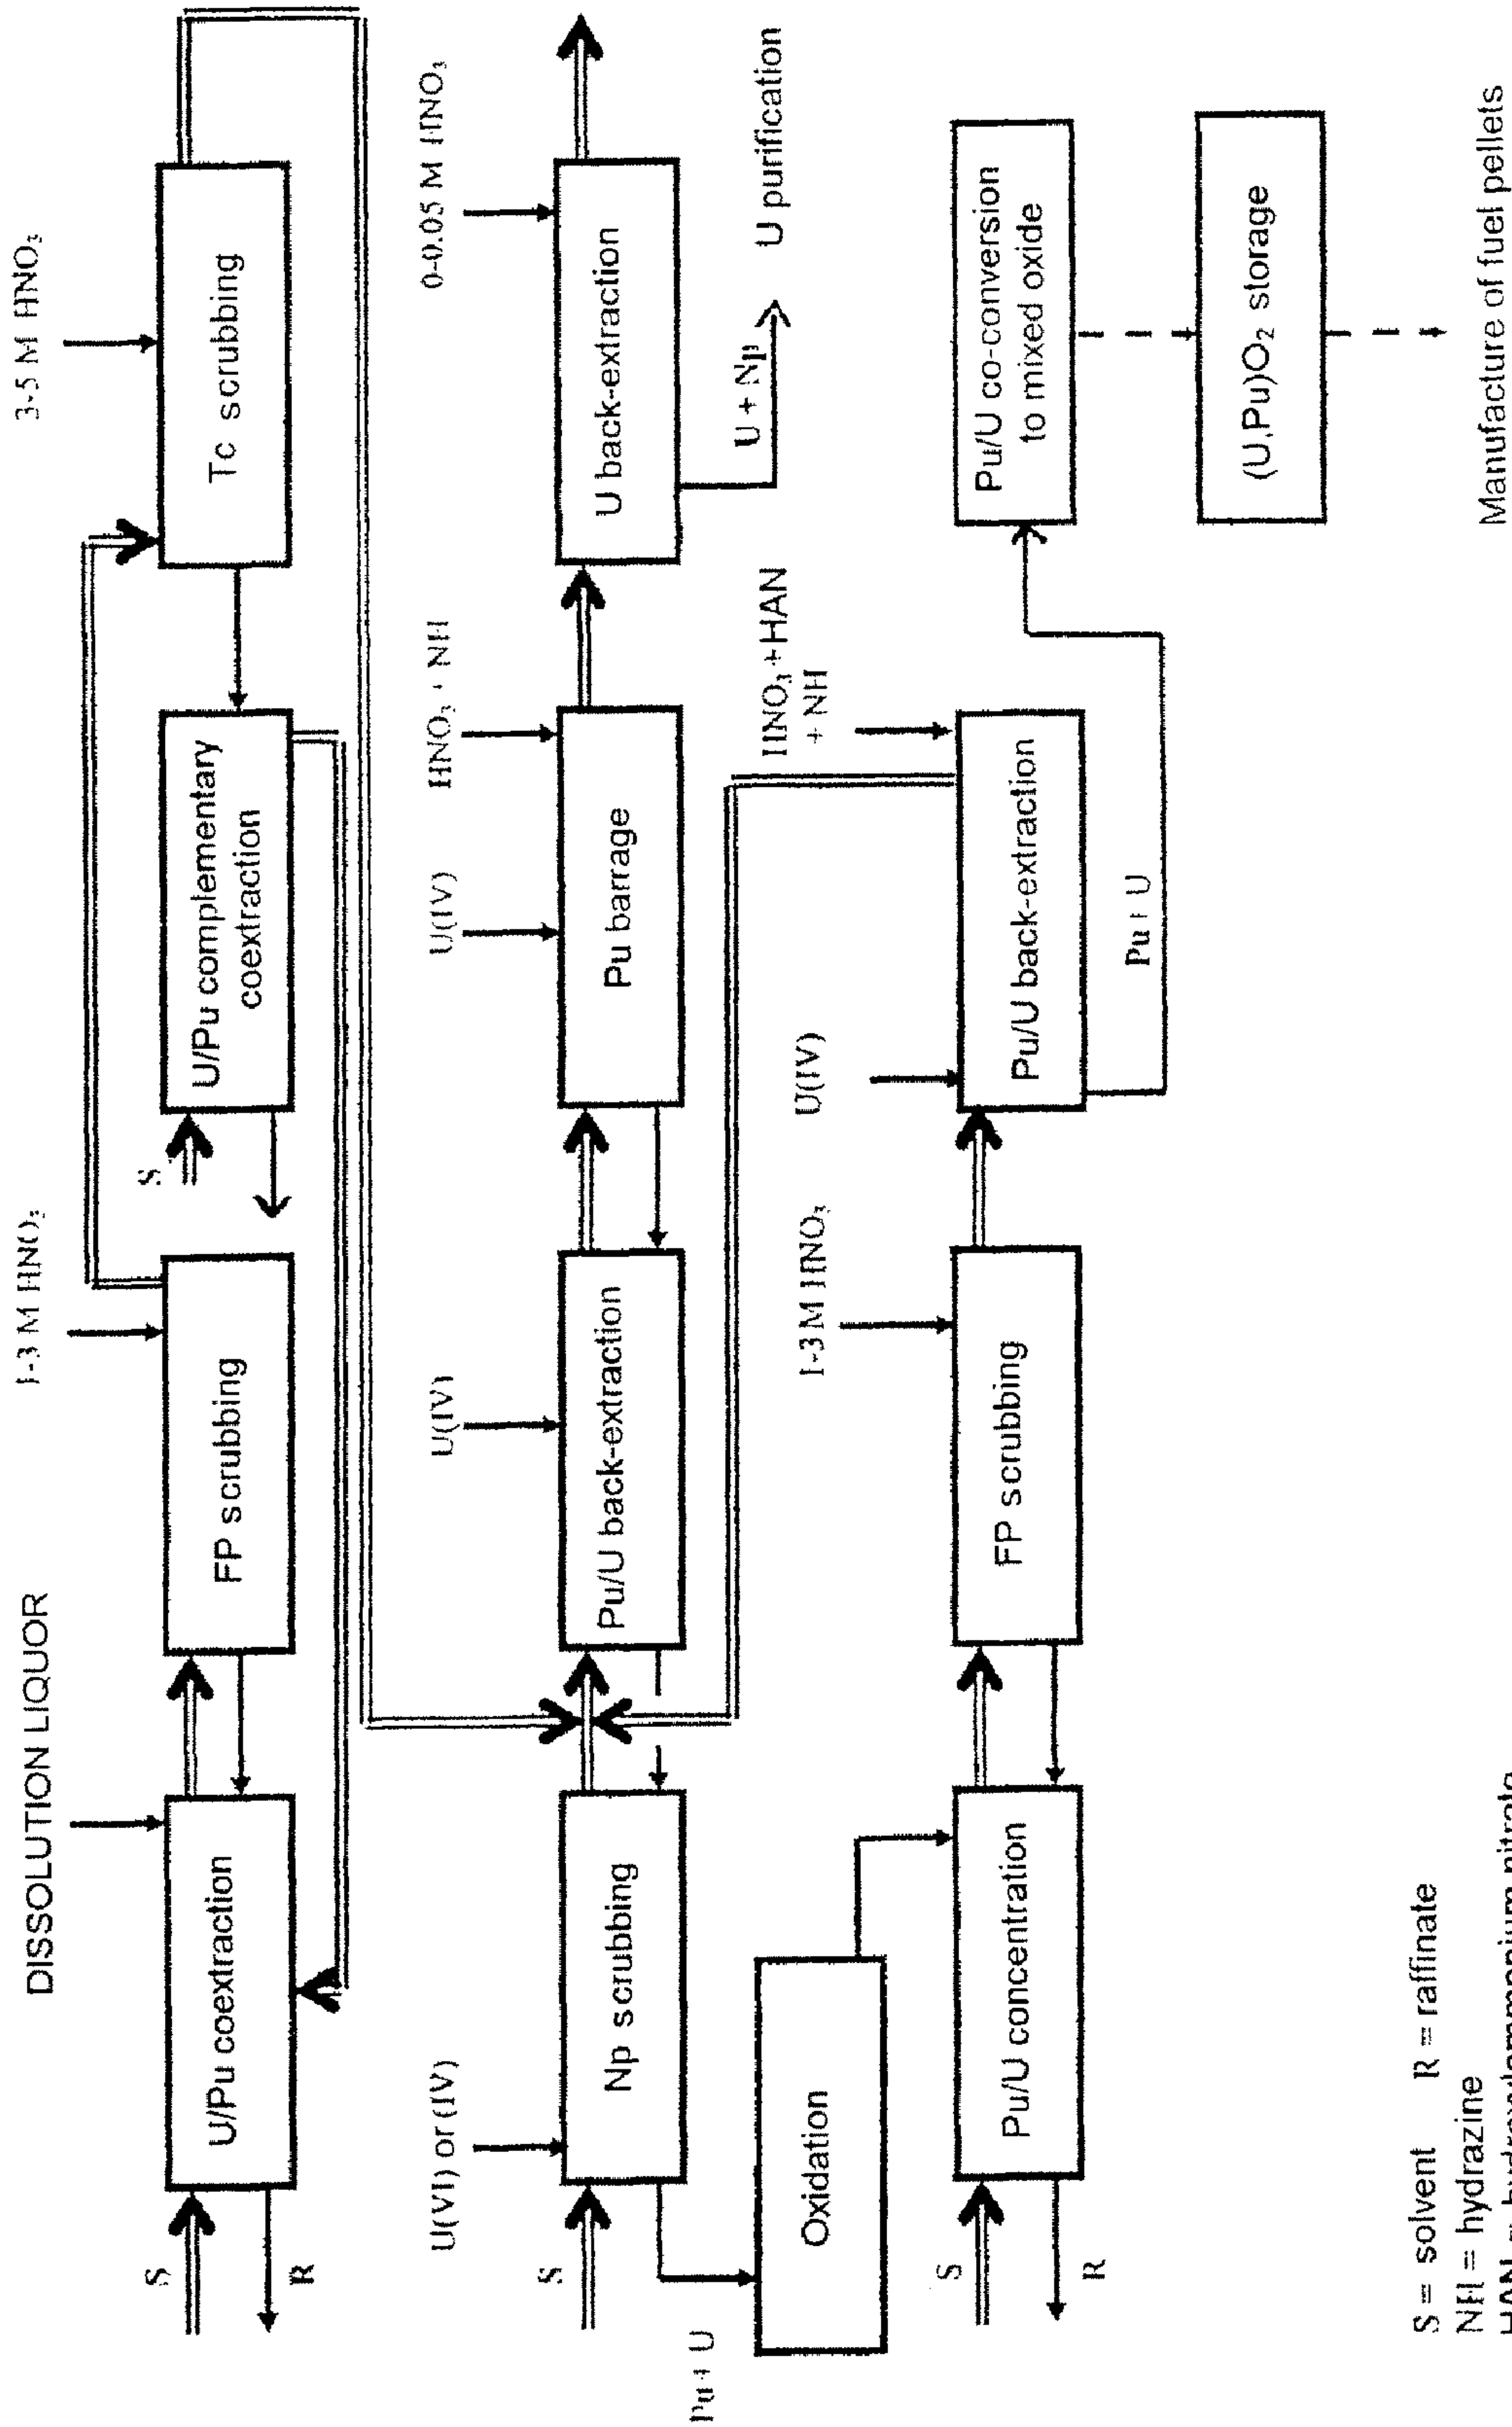 DISSOLUTION LIQUOR
1-3 M HNO₃
3-5 M HNO₃
S
R
U/Pu coextraction
FP scrubbing
S
U/Pu complementary
coextraction
Tc scrubbing
U(VI) or (IV)
U(IV)
U(IV)
HNO₃ + NH
0-0.05 M HNO₃
S
Np scrubbing
Pu/U back-extraction
Pu barrage
U back-extraction
U + Np
U purification
Pu + U
Oxidation
1-3 M HNO₃
U(IV)
HNO₃+HAN
+ NH
S
R
Pu/U concentration
FP scrubbing
Pu/U back-extraction
Pu + U
Pu/U co-conversion
to mixed oxide
(U,Pu)O₂ storage
Manufacture of fuel pellets
S = solvent R = raffinate
NH = hydrazine
HAN = hydroxylammonium nitrate